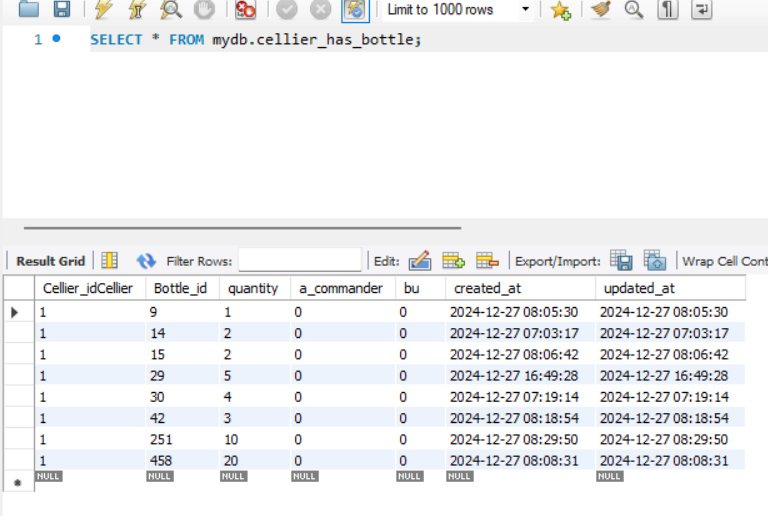 Limit to 1000 rows
1 SELECT * FROM mydb.cellier_has_bottle;
Result Grid Filter Rows: Edit: Export/Import: Wrap Cell Cont
Cellier_idCellier Bottle_id quantity a_commander bu created_at updated_at
1 9 1 0 0 2024-12-27 08:05:30 2024-12-27 08:05:30
1 14 2 0 0 2024-12-27 07:03:17 2024-12-27 07:03:17
1 15 2 0 0 2024-12-27 08:06:42 2024-12-27 08:06:42
1 29 5 0 0 2024-12-27 16:49:28 2024-12-27 16:49:28
1 30 4 0 0 2024-12-27 07:19:14 2024-12-27 07:19:14
1 42 3 0 0 2024-12-27 08:18:54 2024-12-27 08:18:54
1 251 10 0 0 2024-12-27 08:29:50 2024-12-27 08:29:50
1 458 20 0 0 2024-12-27 08:08:31 2024-12-27 08:08:31
NULL NULL NULL NULL NULL NULL NULL